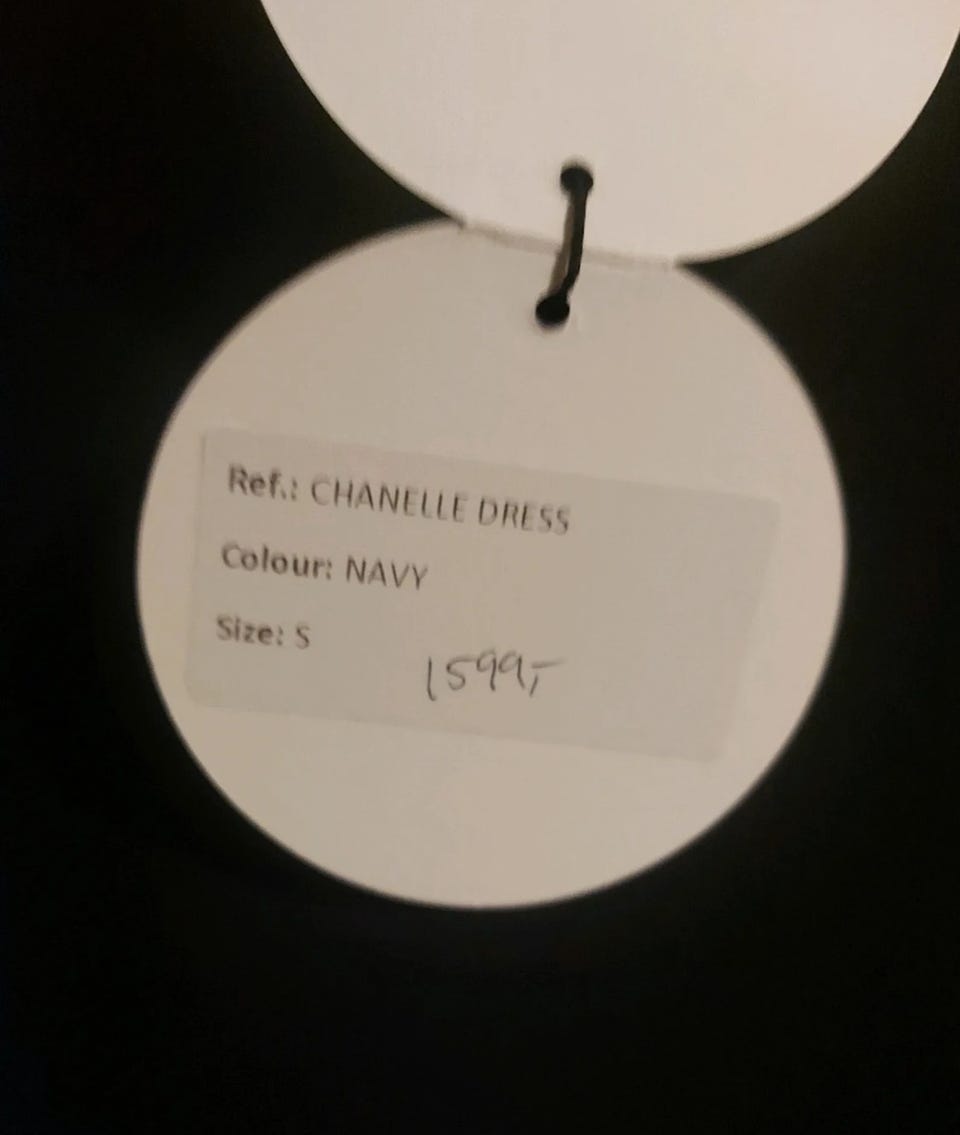 Ref.: CHANELLE DRESS
Colour: NAVY
Size: S
1599,-